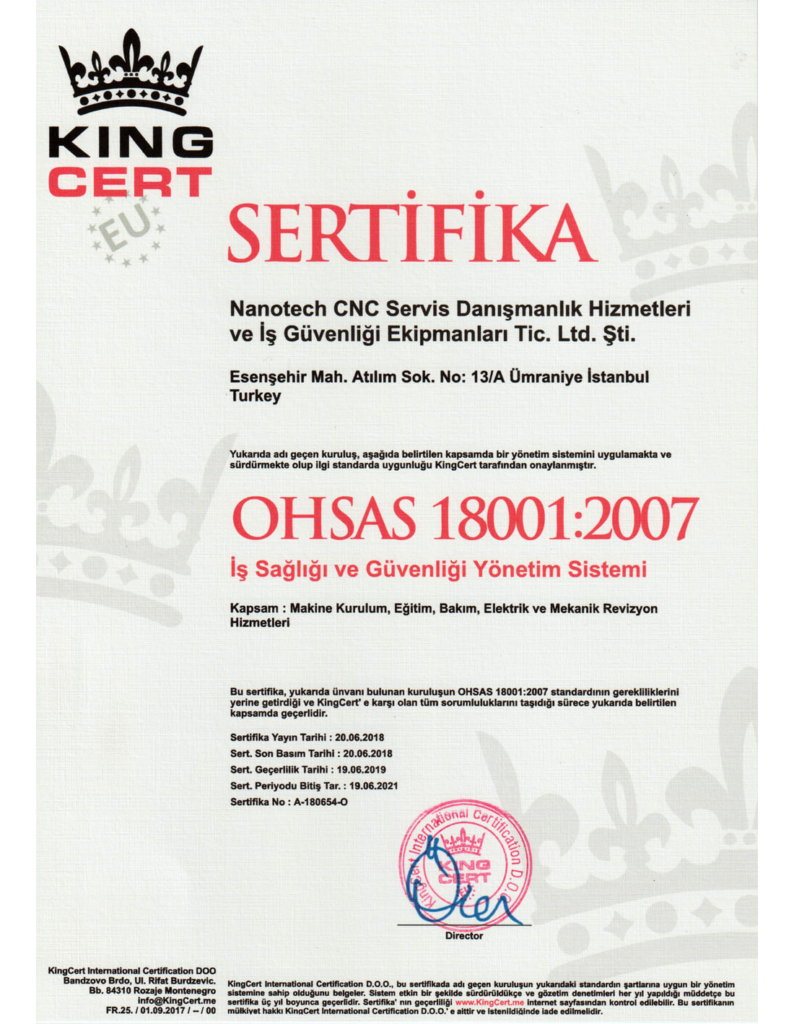 KING
CERT
EU
SERTİFİKA
Nanotech CNC Servis Danışmanlık Hizmetleri
ve İş Güvenliği Ekipmanları Tic. Ltd. Şti.
Esenşehir Mah. Atılım Sok. No: 13/A Ümraniye İstanbul
Turkey
Yukarıda adı geçen kuruluş, aşağıda belirtilen kapsamda bir yönetim sistemini uygulamakta ve
sürdürmekte olup ilgi standarda uygunluğu KingCert tarafından onaylanmıştır.
OHSAS 18001:2007
İş Sağlığı ve Güvenliği Yönetim Sistemi
Kapsam : Makine Kurulum, Eğitim, Bakım, Elektrik ve Mekanik Revizyon
Hizmetleri
Bu sertifika, yukarıda ünvanı bulunan kuruluşun OHSAS 18001:2007 standardının gerekliliklerini
yerine getirdiği ve KingCert' e karşı olan tüm sorumluluklarını taşıdığı sürece yukarıda belirtilen
kapsamda geçerlidir.
Sertifika Yayın Tarihi : 20.06.2018
Sert. Son Basım Tarihi : 20.06.2018
Sert. Geçerlilik Tarihi : 19.06.2019
Sert. Periyodu Bitiş Tar. : 19.06.2021
Sertifika No : A-180654-O
KingCert International Certification D.O.O.
KING
CERT
Director
KingCert International Certification DOO
Bandzovo Brdo, Ul. Rifat Burdzevic.
Bb. 84310 Rozaje Montenegro
info@KingCert.me
FR.25. / 01.09.2017 / -- / 00
KingCert International Certification D.O.O., bu sertifikada adı geçen kuruluşun yukarıdaki standardın şartlarına uygun bir yönetim
sistemine sahip olduğunu belgeler. Sistem etkin bir şekilde sürdürüldükçe ve gözetim denetimleri her yıl yapıldığı müddetçe bu
sertifika üç yıl boyunca geçerlidir. Sertifika' nın geçerliliği www.KingCert.me internet sayfasından kontrol edilebilir. Bu sertifikanın
mülkiyet hakkı KingCert International Certification D.O.O.' e aittir ve istenildiğinde iade edilmelidir.